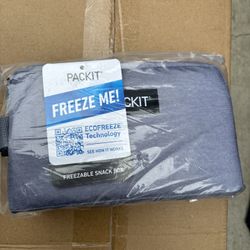 PACKIT
FREEZE ME!
ECOFREEZE
Technology
SEE HOW IT WORKS
FREEZABLE SNACK BOX
PACKIT